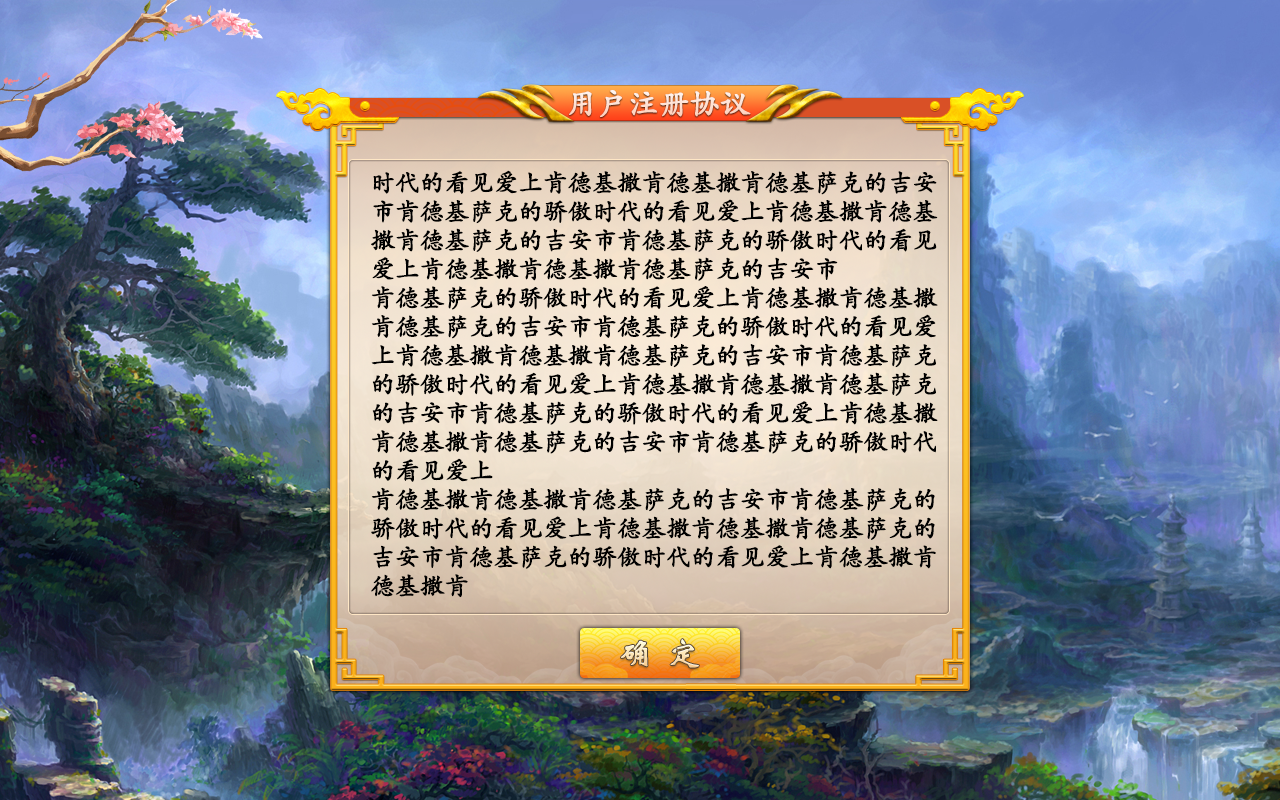 用户注册协议
时代的看见爱上肯德基撒肯德基撒肯德基萨克的吉安
市肯德基萨克的骄傲时代的看见爱上肯德基撒肯德基
撒肯德基萨克的吉安市肯德基萨克的骄傲时代的看见
爱上肯德基撒肯德基撒肯德基萨克的吉安市
肯德基萨克的骄傲时代的看见爱上肯德基撒肯德基撒
肯德基萨克的吉安市肯德基萨克的骄傲时代的看见爱
上肯德基撒肯德基撒肯德基萨克的吉安市肯德基萨克
的骄傲时代的看见爱上肯德基撒肯德基撒肯德基萨克
的吉安市肯德基萨克的骄傲时代的看见爱上肯德基撒
肯德基撒肯德基萨克的吉安市肯德基萨克的骄傲时代
的看见爱上
肯德基撒肯德基撒肯德基萨克的吉安市肯德基萨克的
骄傲时代的看见爱上肯德基撒肯德基撒肯德基萨克的
吉安市肯德基萨克的骄傲时代的看见爱上肯德基撒肯
德基撒肯
确定